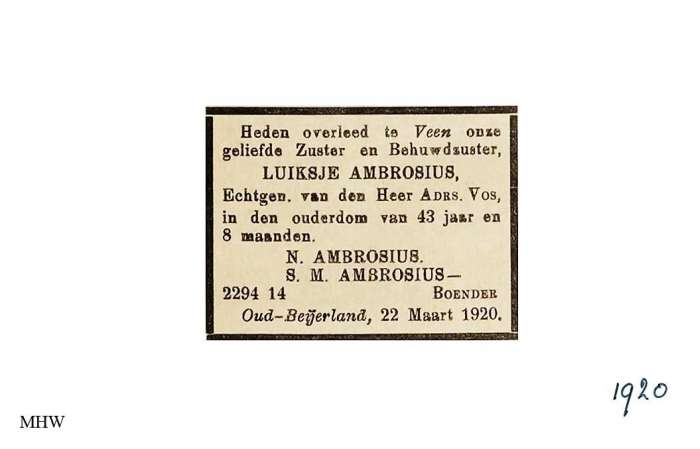 Heden overleed te Veen onze
geliefde Zuster en Behuwdzuster,
LUIKSJE AMBROSIUS,
Echtgen. van den Heer ADRS. VOS,
in den ouderdom van 43 jaar en
8 maanden.
N. AMBROSIUS.
S. M. AMBROSIUS—
2294 14 BOENDER
Oud-Beijerland, 22 Maart 1920.
1920
MHW